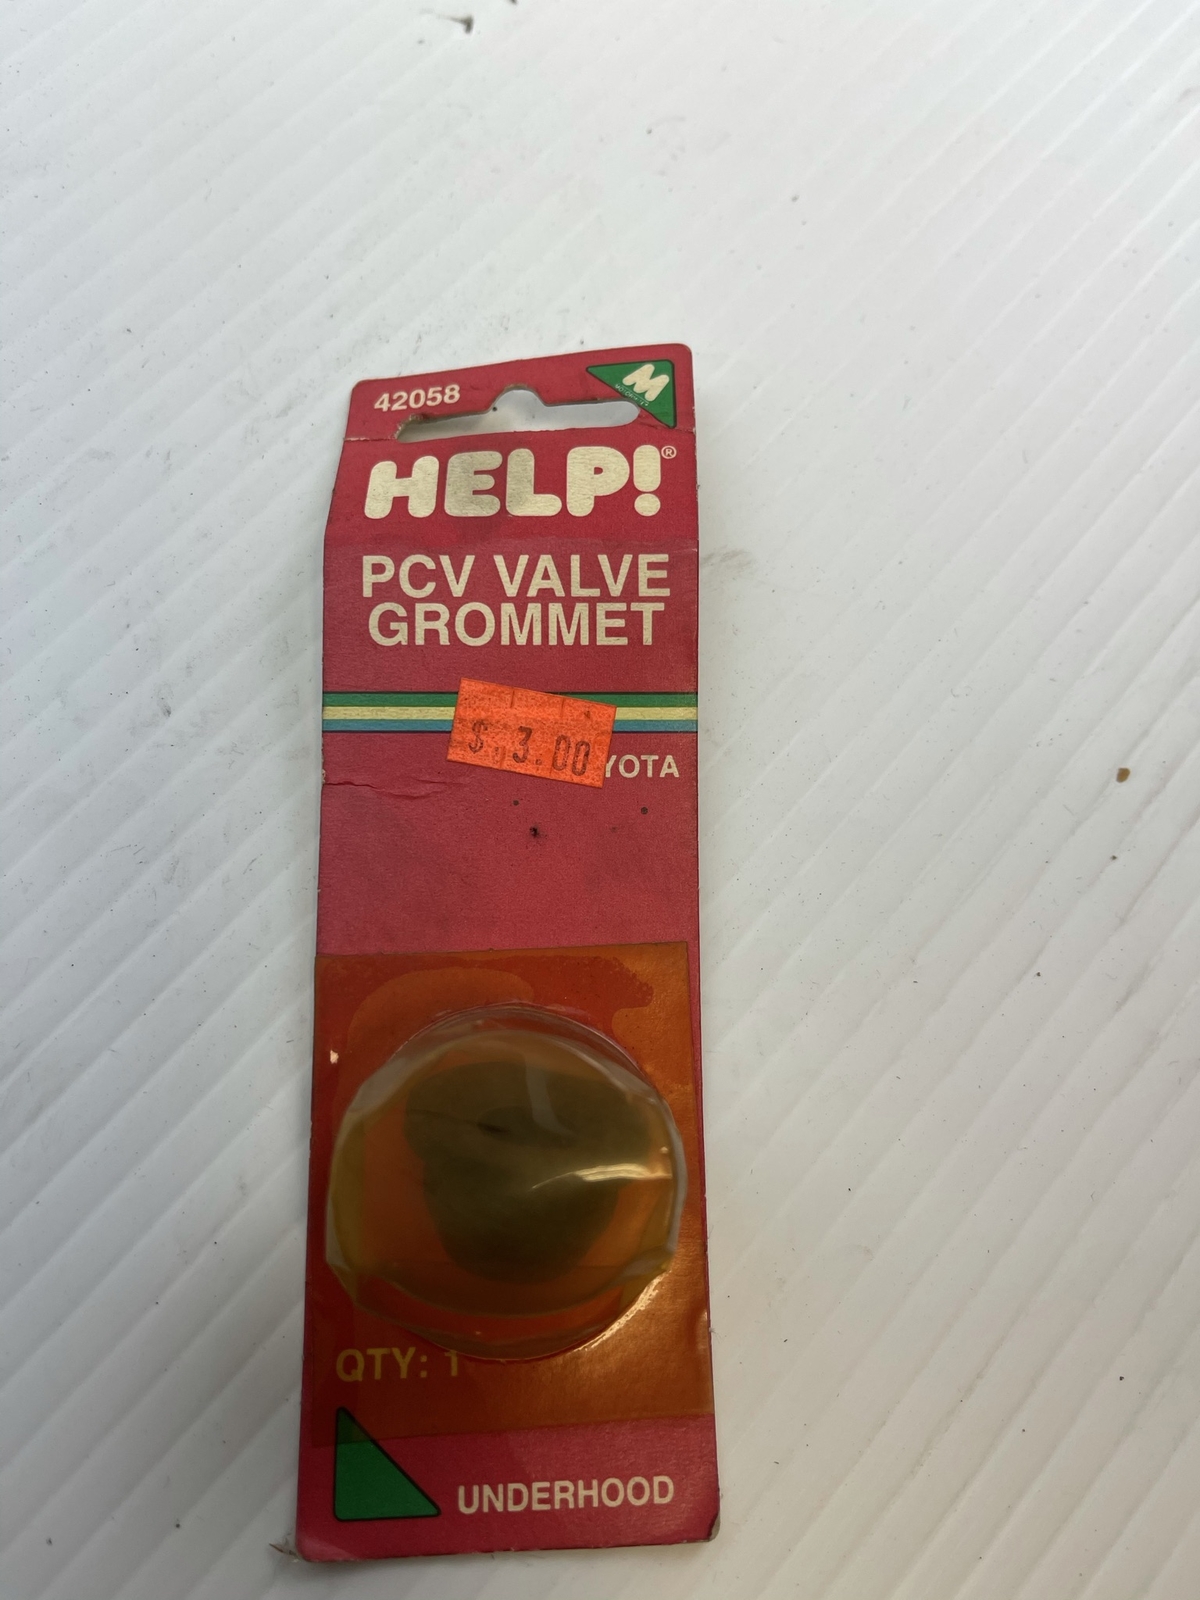 42058
M
HELP!®
PCV VALVE
GROMMET
$ 3.00
YOTA
QTY: 1
UNDERHOOD